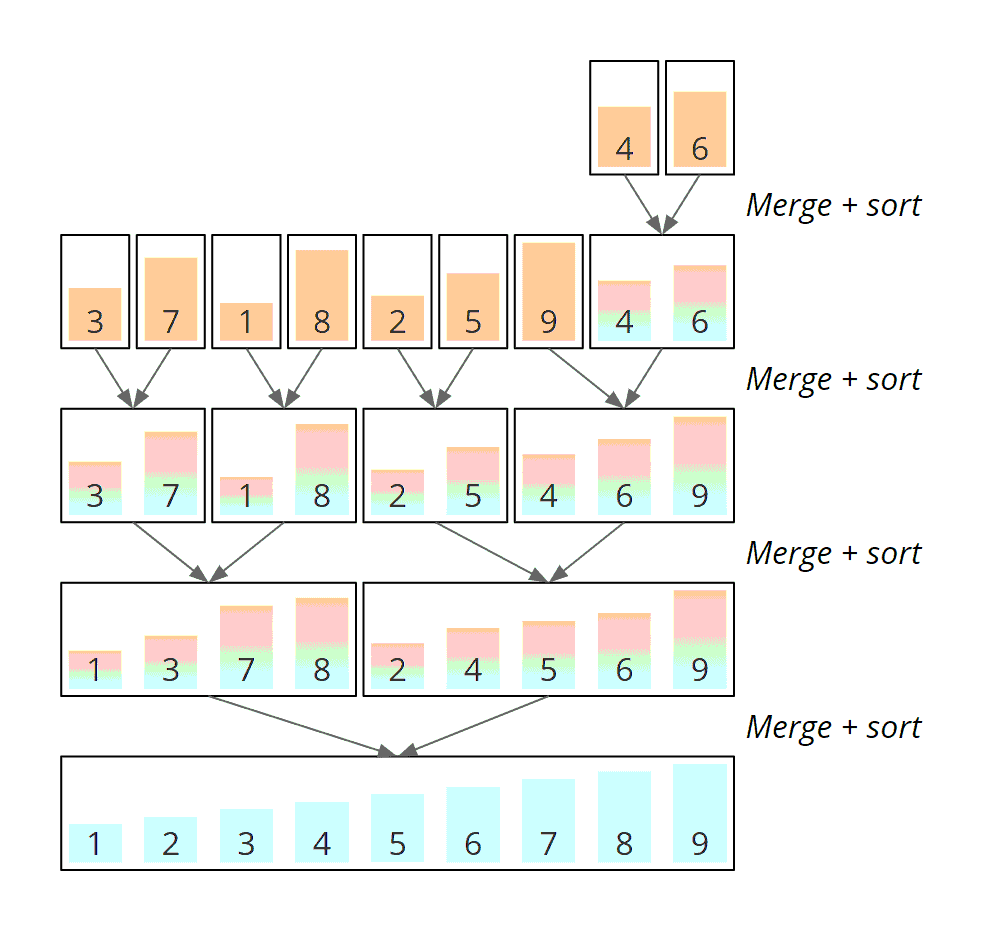 4 6
Merge + sort
3 7 1 8 2 5 9 4 6
Merge + sort
3 7 1 8 2 5 4 6 9
Merge + sort
1 3 7 8 2 4 5 6 9
Merge + sort
1 2 3 4 5 6 7 8 9